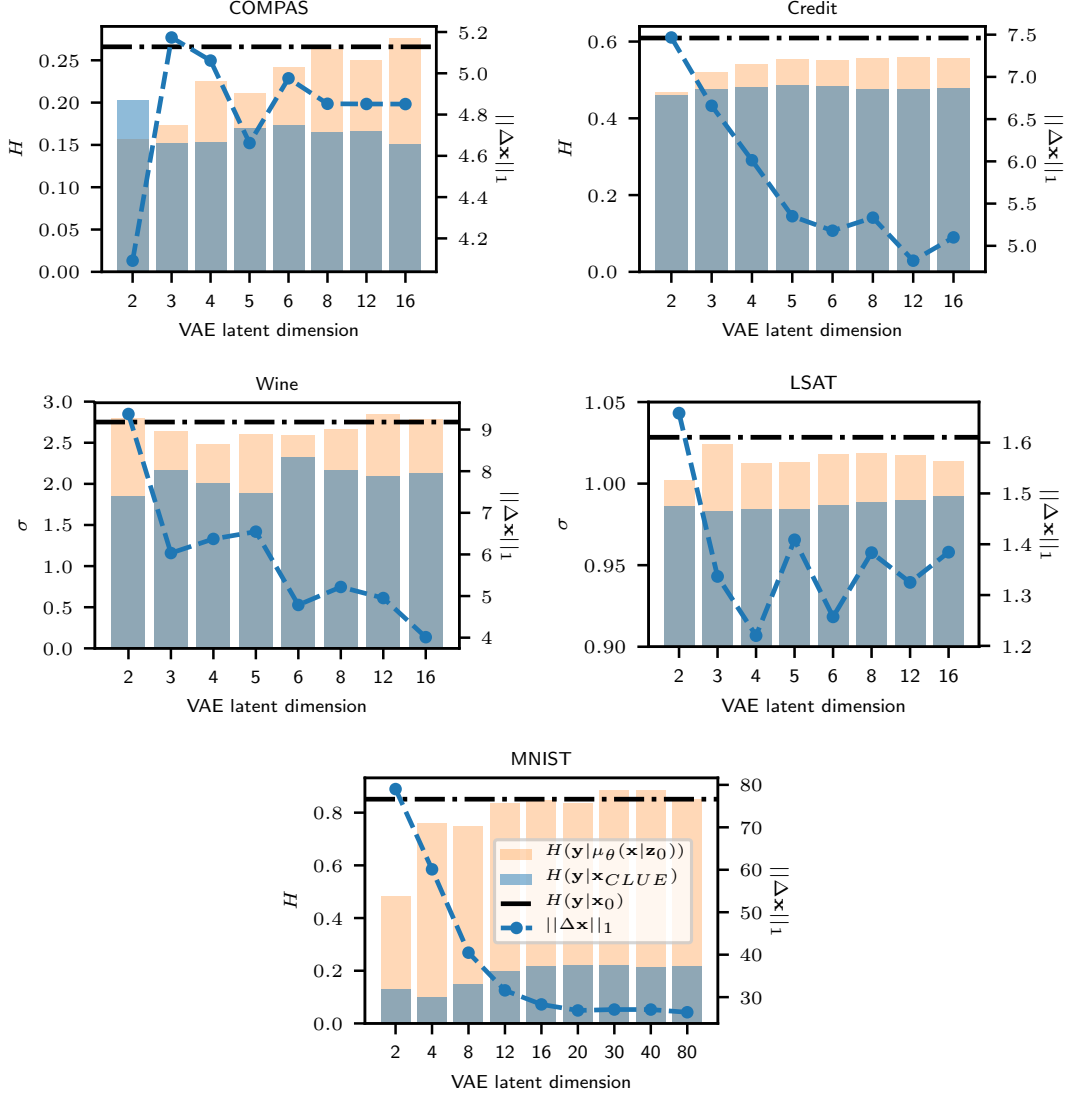 COMPAS
0.25
0.20
0.15
0.10
0.05
0.00
H
5.2
5.0
4.8
4.6
4.4
4.2
||Δx||₁
2 3 4 5 6 8 12 16
VAE latent dimension
Credit
0.6
0.4
0.2
0.0
H
7.5
7.0
6.5
6.0
5.5
5.0
||Δx||₁
2 3 4 5 6 8 12 16
VAE latent dimension
Wine
3.0
2.5
2.0
1.5
1.0
0.5
0.0
σ
9
8
7
6
5
4
||Δx||₁
2 3 4 5 6 8 12 16
VAE latent dimension
LSAT
1.05
1.00
0.95
0.90
σ
1.6
1.5
1.4
1.3
1.2
||Δx||₁
2 3 4 5 6 8 12 16
VAE latent dimension
MNIST
0.8
0.6
0.4
0.2
0.0
H
80
70
60
50
40
30
||Δx||₁
H(y|μθ(x|z₀))
H(y|xCLUE)
H(y|x₀)
||Δx||₁
2 4 8 12 16 20 30 40 80
VAE latent dimension